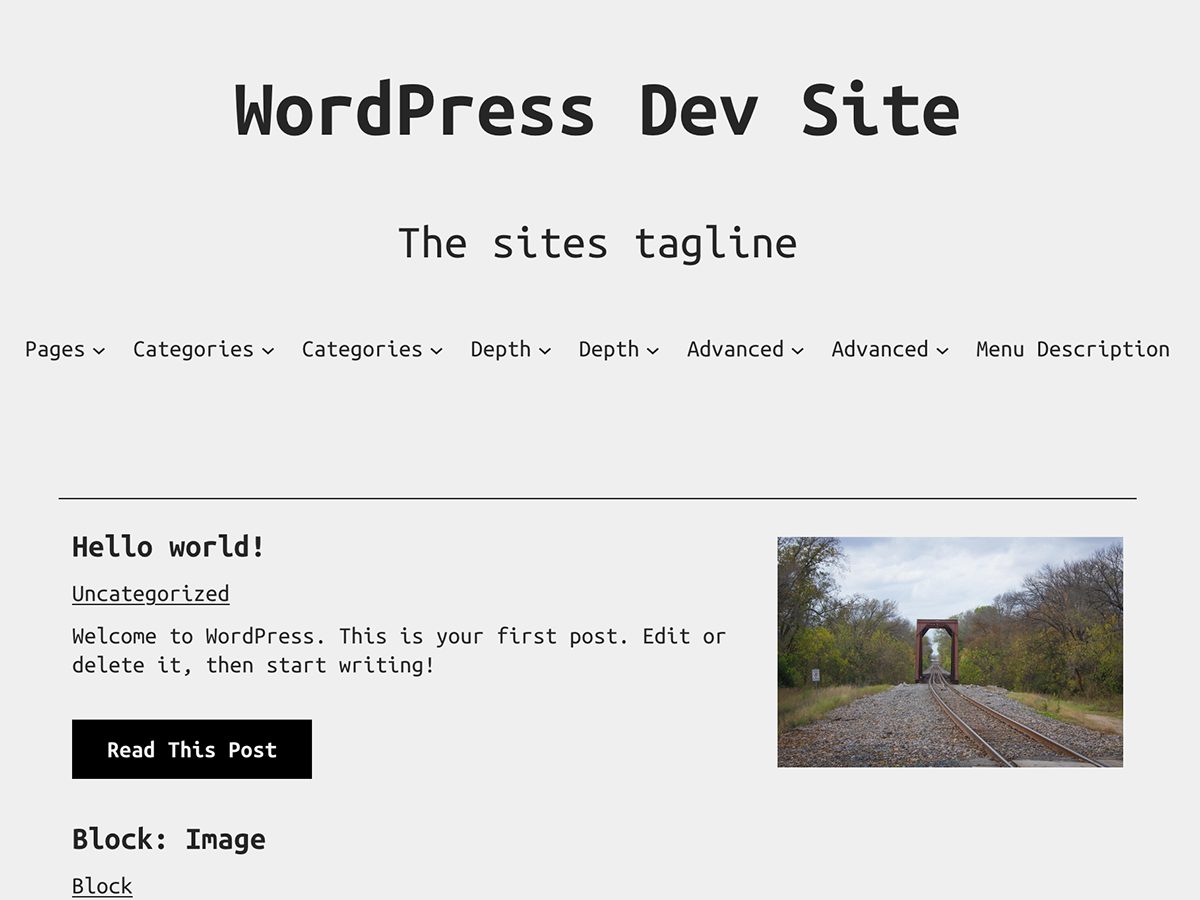 WordPress Dev Site
The sites tagline
Pages Categories Categories Depth Depth Advanced Advanced Menu Description
Hello world!
Uncategorized
Welcome to WordPress. This is your first post. Edit or
delete it, then start writing!
Read This Post
Block: Image
Block